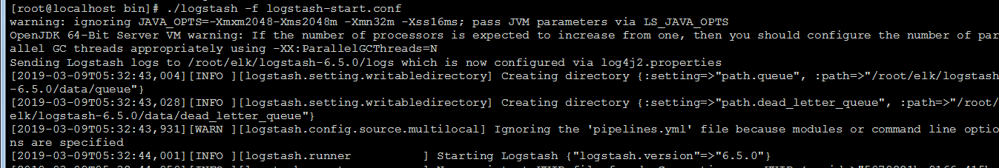 [root@localhost bin]# ./logstash -f logstash-start.conf
warning: ignoring JAVA_OPTS=-Xmxm2048-Xms2048m -Xmn32m -Xss16ms; pass JVM parameters via LS_JAVA_OPTS
OpenJDK 64-Bit Server VM warning: If the number of processors is expected to increase from one, then you should configure the number of par
allel GC threads appropriately using -XX:ParallelGCThreads=N
Sending Logstash logs to /root/elk/logstash-6.5.0/logs which is now configured via log4j2.properties
[2019-03-09T05:32:43,004][INFO ][logstash.setting.writabledirectory] Creating directory {:setting=>"path.queue", :path=>"/root/elk/logstash
-6.5.0/data/queue"}
[2019-03-09T05:32:43,028][INFO ][logstash.setting.writabledirectory] Creating directory {:setting=>"path.dead_letter_queue", :path=>"/root/
elk/logstash-6.5.0/data/dead_letter_queue"}
[2019-03-09T05:32:43,931][WARN ][logstash.config.source.multilocal] Ignoring the 'pipelines.yml' file because modules or command line optio
ns are specified
[2019-03-09T05:32:44,001][INFO ][logstash.runner          ] Starting Logstash {"logstash.version"=>"6.5.0"}